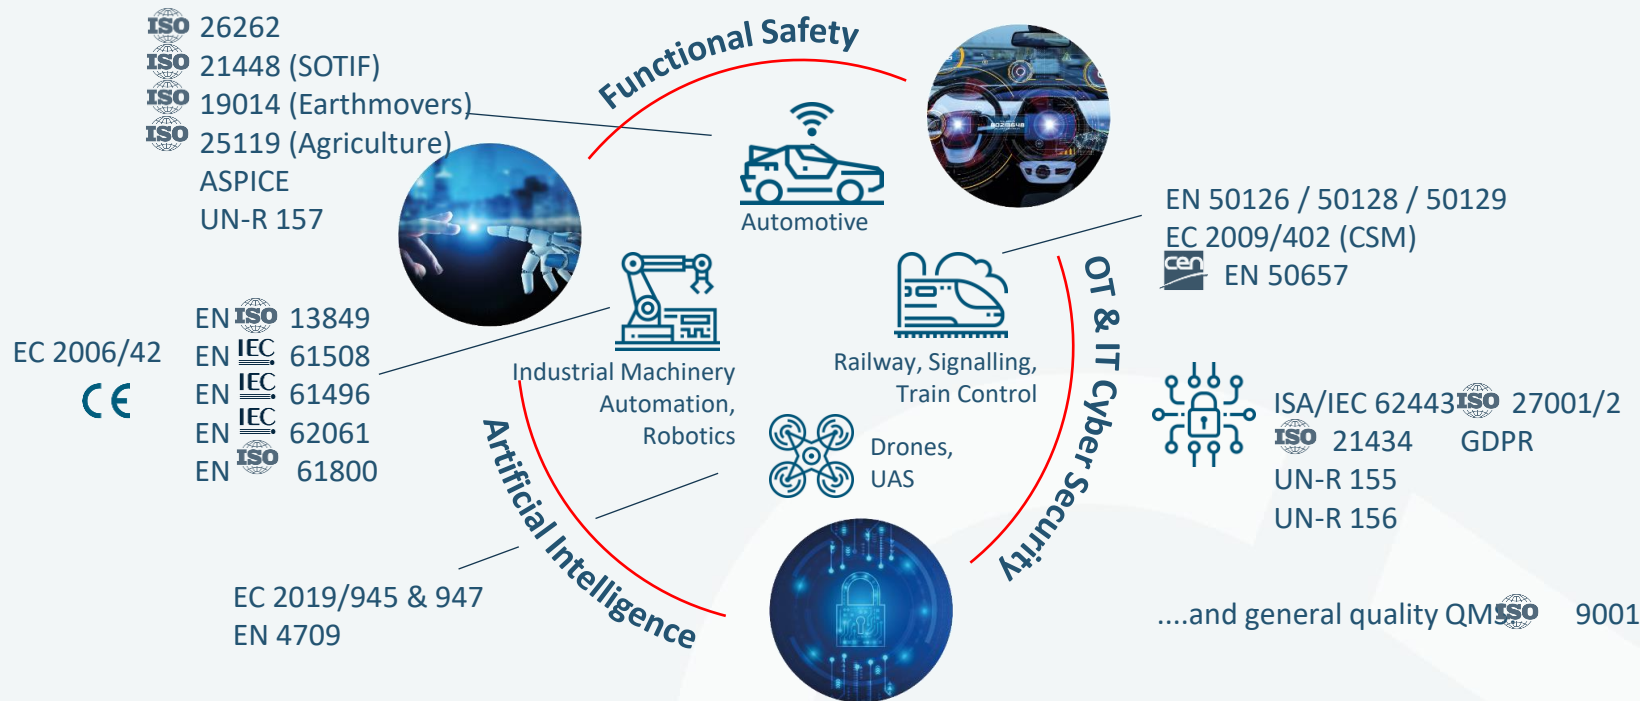 ISO 26262
ISO 21448 (SOTIF)
ISO 19014 (Earthmovers)
ISO 25119 (Agriculture)
ASPICE
UN-R 157
Functional Safety
Automotive
EN 50126 / 50128 / 50129
EC 2009/402 (CSM)
cen EN 50657
OT & IT Cyber Security
Railway, Signalling,
Train Control
EC 2006/42
CE
EN ISO 13849
EN IEC 61508
EN IEC 61496
EN IEC 62061
EN ISO 61800
Industrial Machinery
Automation,
Robotics
Artificial Intelligence
Drones,
UAS
ISA/IEC 62443 ISO 27001/2
ISO 21434 GDPR
UN-R 155
UN-R 156
EC 2019/945 & 947
EN 4709
....and general quality QMS: ISO 9001